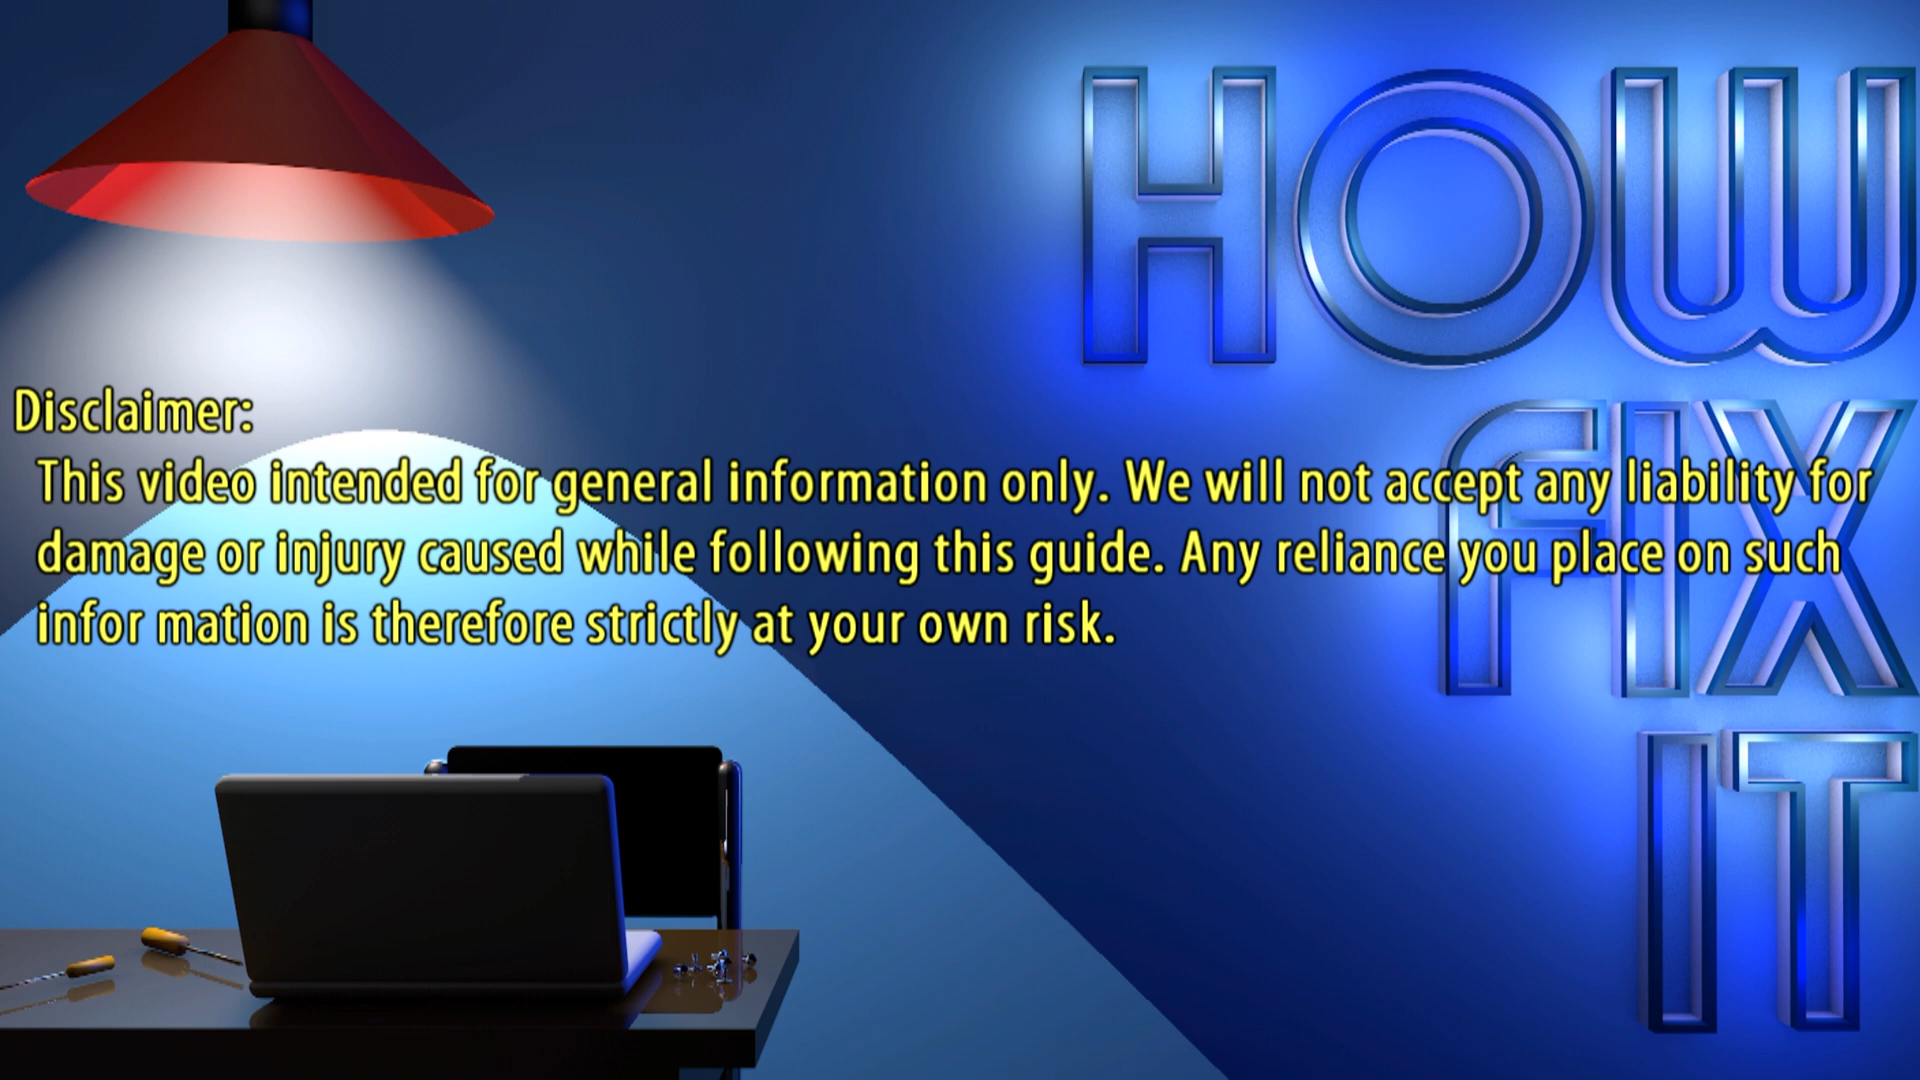 HOW
FIX
IT
Disclaimer:
This video intended for general information only. We will not accept any liability for
damage or injury caused while following this guide. Any reliance you place on such
infor mation is therefore strictly at your own risk.